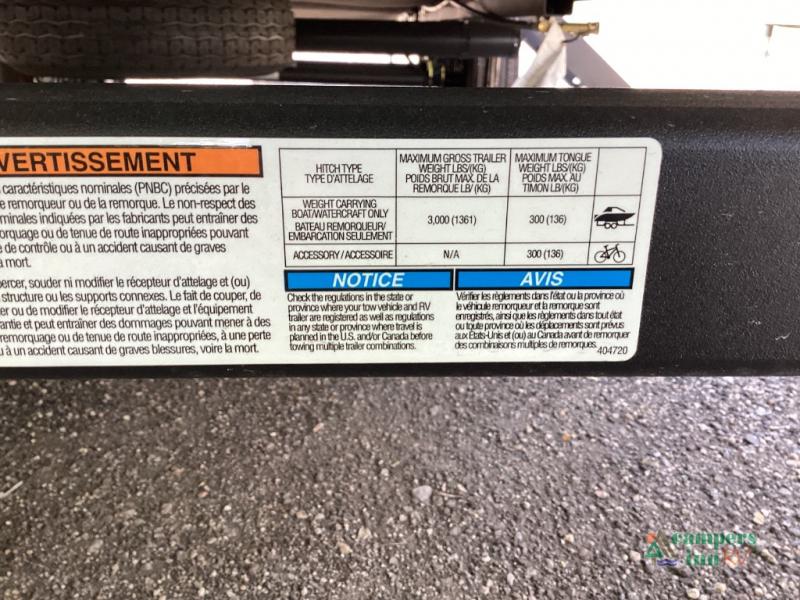 VERTISSEMENT
caractéristiques nominales (PNBC) précisées par le
e remorqueur ou de la remorque. Le non-respect des
minales indiquées par les fabricants peut entraîner des
orquage ou de tenue de route inappropriées pouvant
e de contrôle ou à un accident causant de graves
a mort.
ercer, souder ni modifier le récepteur d'attelage et (ou)
structure ou les supports connexes. Le fait de couper, de
er ou de modifier le récepteur d'attelage et l'équipement
antie et peut entraîner des dommages pouvant mener à des
remorquage ou de tenue de route inappropriées, à une perte
u à un accident causant de graves blessures, voire la mort.
HITCH TYPE
TYPE D'ATTELAGE
MAXIMUM GROSS TRAILER
WEIGHT LBS/(KG)
POIDS BRUT MAX. DE LA
REMORQUE LB/ (KG)
MAXIMUM TONGUE
WEIGHT LBS/(KG)
POIDS MAX. AU
TIMON LB/ (KG)
WEIGHT CARRYING
BOAT/WATERCRAFT ONLY
BATEAU REMORQUEUR/
EMBARCATION SEULEMENT
3,000 (1361)
300 (136)
ACCESSORY / ACCESSOIRE
N/A
300 (136)
NOTICE
Check the regulations in the state or
province where your tow vehicle and RV
trailer are registered as well as regulations
in any state or province where travel is
planned in the U.S. and/or Canada before
towing multiple trailer combinations.
AVIS
Vérifier les règlements dans l'état ou la province où
le véhicule remorqueur et la remorque sont
enregistrés, ainsi que les règlements dans tout état
ou toute province où les déplacements sont prévus
aux États-Unis et (ou) au Canada avant de remorquer
des combinaisons multiples de remorques.
404720
campers
inn RV